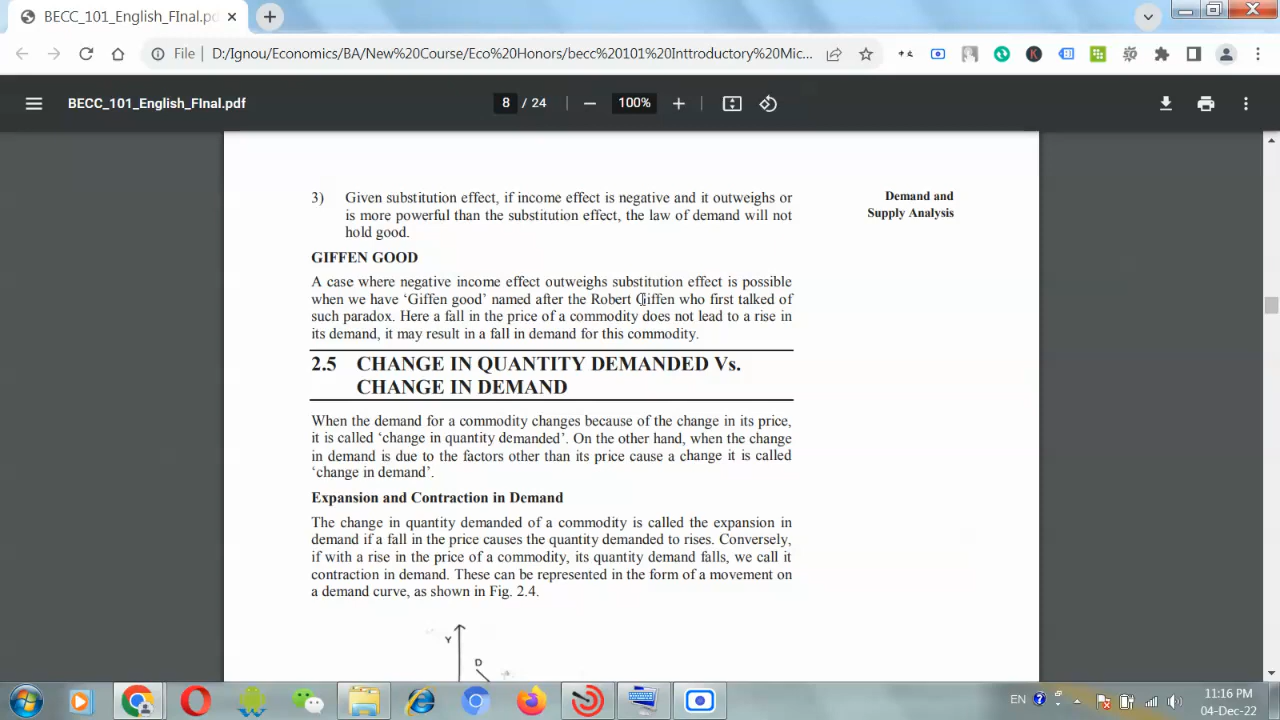 BECC_101_English_FInal.pdf
File | D:/Ignou/Economics/BA/New%20Course/Eco%20Honors/becc%20101%20Inttroductory%20Mic...
BECC_101_English_FInal.pdf
8 / 24
100%
3) Given substitution effect, if income effect is negative and it outweighs or
is more powerful than the substitution effect, the law of demand will not
hold good.
Demand and
Supply Analysis
GIFFEN GOOD
A case where negative income effect outweighs substitution effect is possible
when we have ‘Giffen good’ named after the Robert Giffen who first talked of
such paradox. Here a fall in the price of a commodity does not lead to a rise in
its demand, it may result in a fall in demand for this commodity.
2.5 CHANGE IN QUANTITY DEMANDED Vs.
CHANGE IN DEMAND
When the demand for a commodity changes because of the change in its price,
it is called ‘change in quantity demanded’. On the other hand, when the change
in demand is due to the factors other than its price cause a change it is called
‘change in demand’.
Expansion and Contraction in Demand
The change in quantity demanded of a commodity is called the expansion in
demand if a fall in the price causes the quantity demanded to rises. Conversely,
if with a rise in the price of a commodity, its quantity demand falls, we call it
contraction in demand. These can be represented in the form of a movement on
a demand curve, as shown in Fig. 2.4.
Y
D
EN
11:16 PM
04-Dec-22